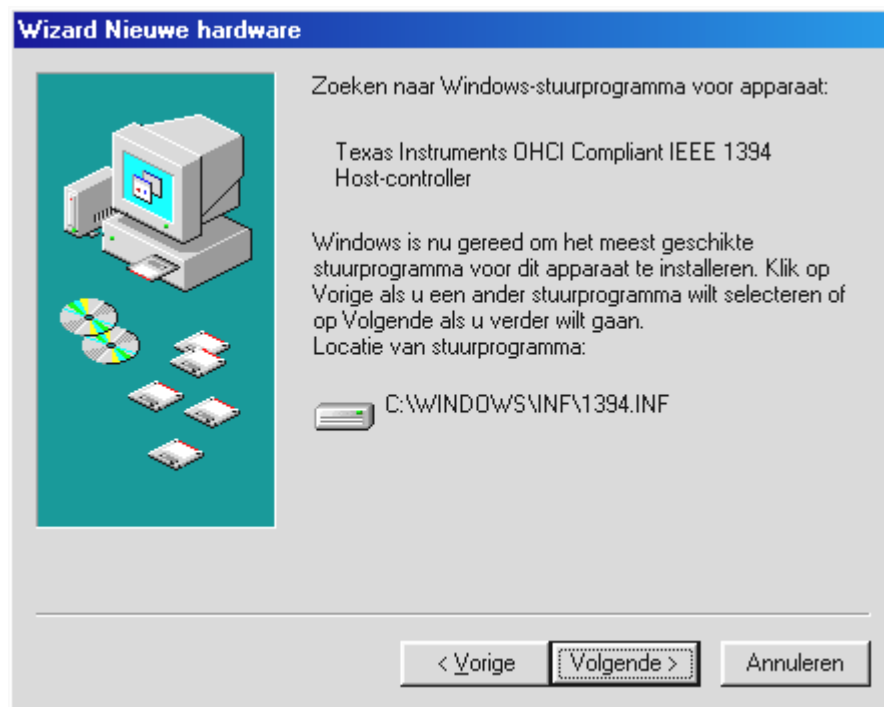 Wizard Nieuwe hardware
Zoeken naar Windows-stuurprogramma voor apparaat:
Texas Instruments OHCI Compliant IEEE 1394
Host-controller
Windows is nu gereed om het meest geschikte
stuurprogramma voor dit apparaat te installeren. Klik op
Vorige als u een ander stuurprogramma wilt selecteren of
op Volgende als u verder wilt gaan.
Locatie van stuurprogramma:
C:\WINDOWS\INF\1394.INF
< Vorige
Volgende >
Annuleren